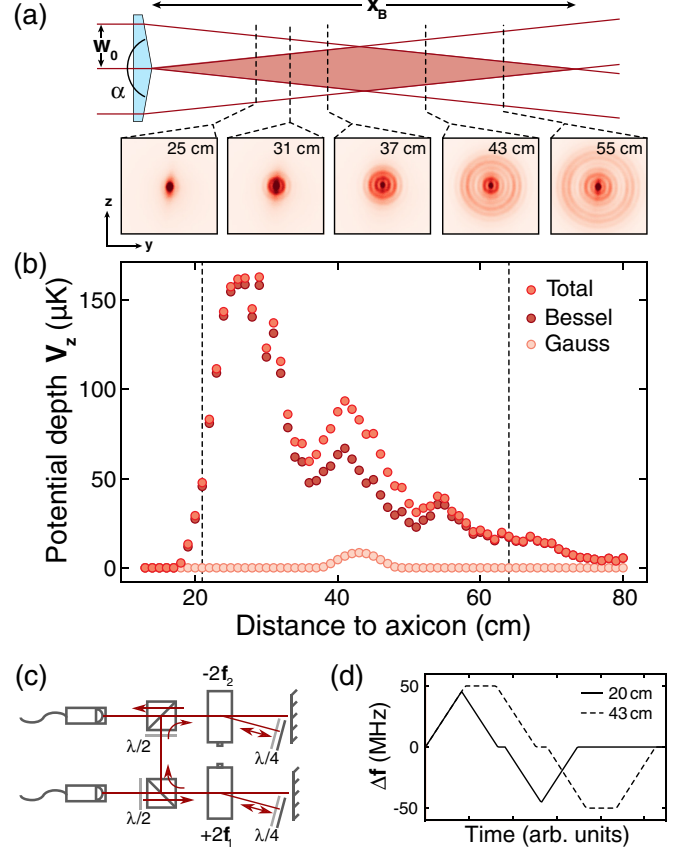 (a)
x_B
w_0
α
25 cm
31 cm
37 cm
43 cm
55 cm
z
y
(b)
Potential depth V_z (µK)
150
100
50
0
Total
Bessel
Gauss
20
40
60
80
Distance to axicon (cm)
(c)
-2f_2
λ/2
λ/4
λ/2
+2f_1
λ/4
(d)
Δf (MHz)
50
0
-50
20 cm
43 cm
Time (arb. units)